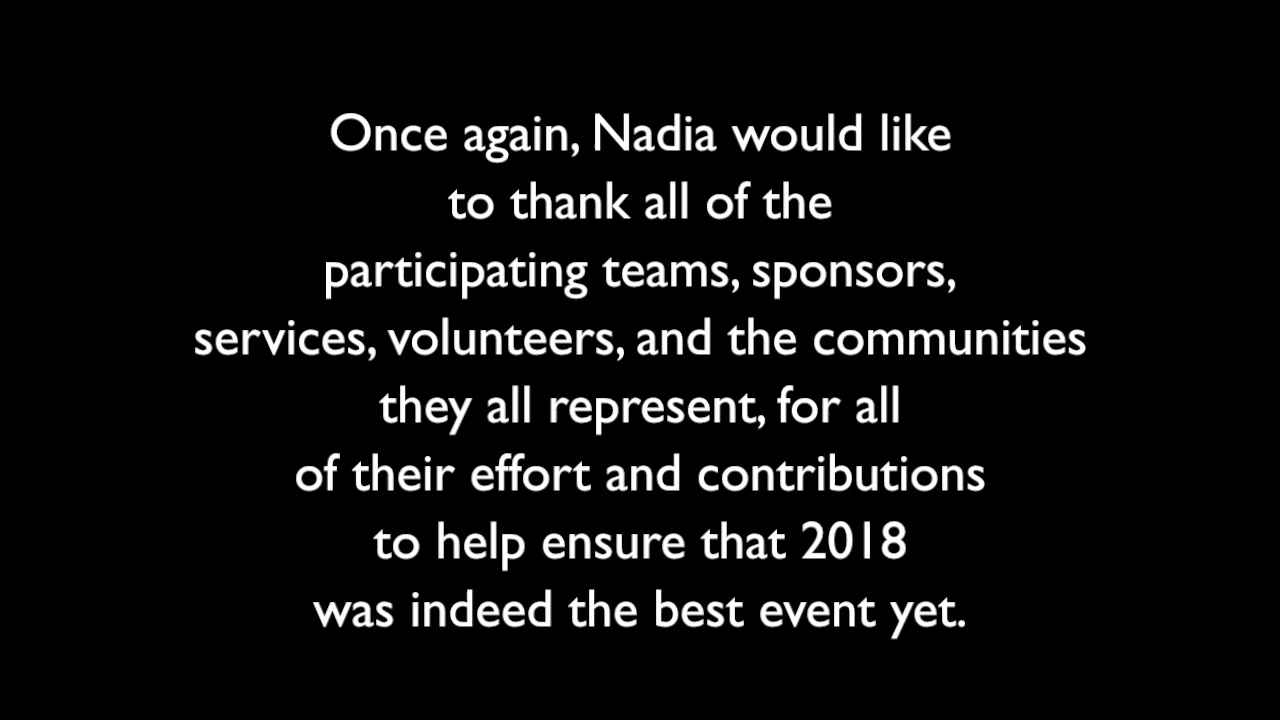 Once again, Nadia would like
to thank all of the
participating teams, sponsors,
services, volunteers, and the communities
they all represent, for all
of their effort and contributions
to help ensure that 2018
was indeed the best event yet.